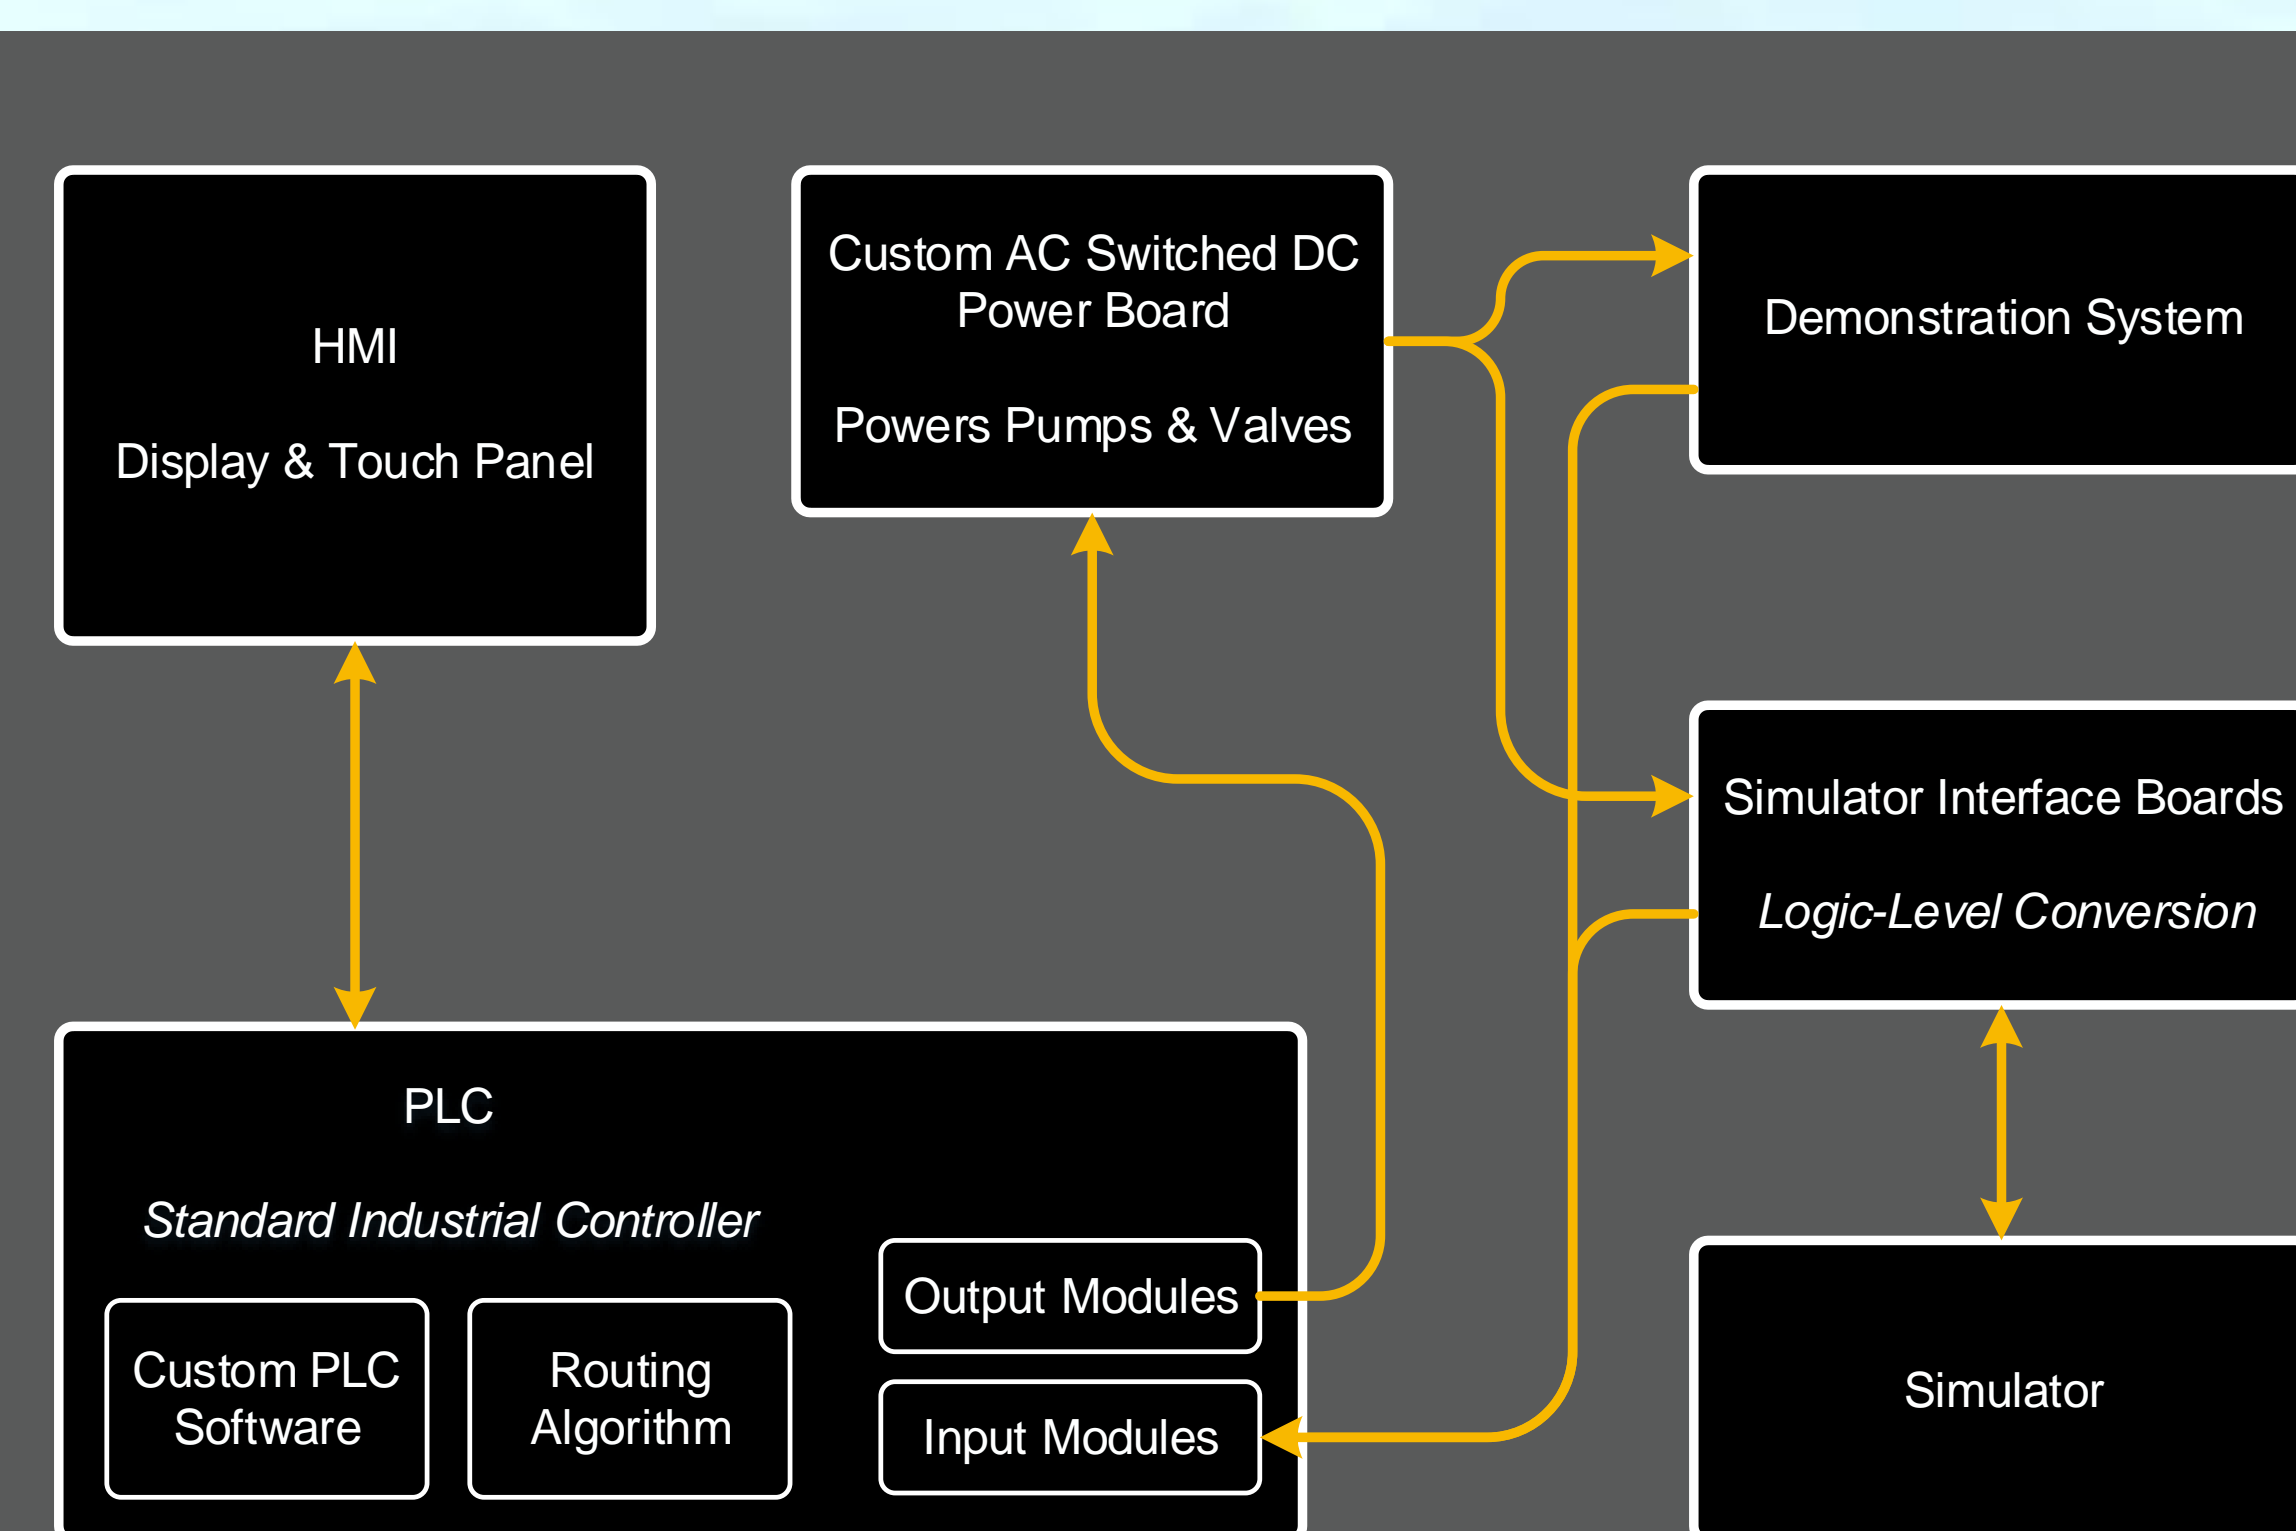 HMI
Display & Touch Panel
Custom AC Switched DC
Power Board
Powers Pumps & Valves
Demonstration System
Simulator Interface Boards
Logic-Level Conversion
PLC
Standard Industrial Controller
Custom PLC
Software
Routing
Algorithm
Output Modules
Input Modules
Simulator